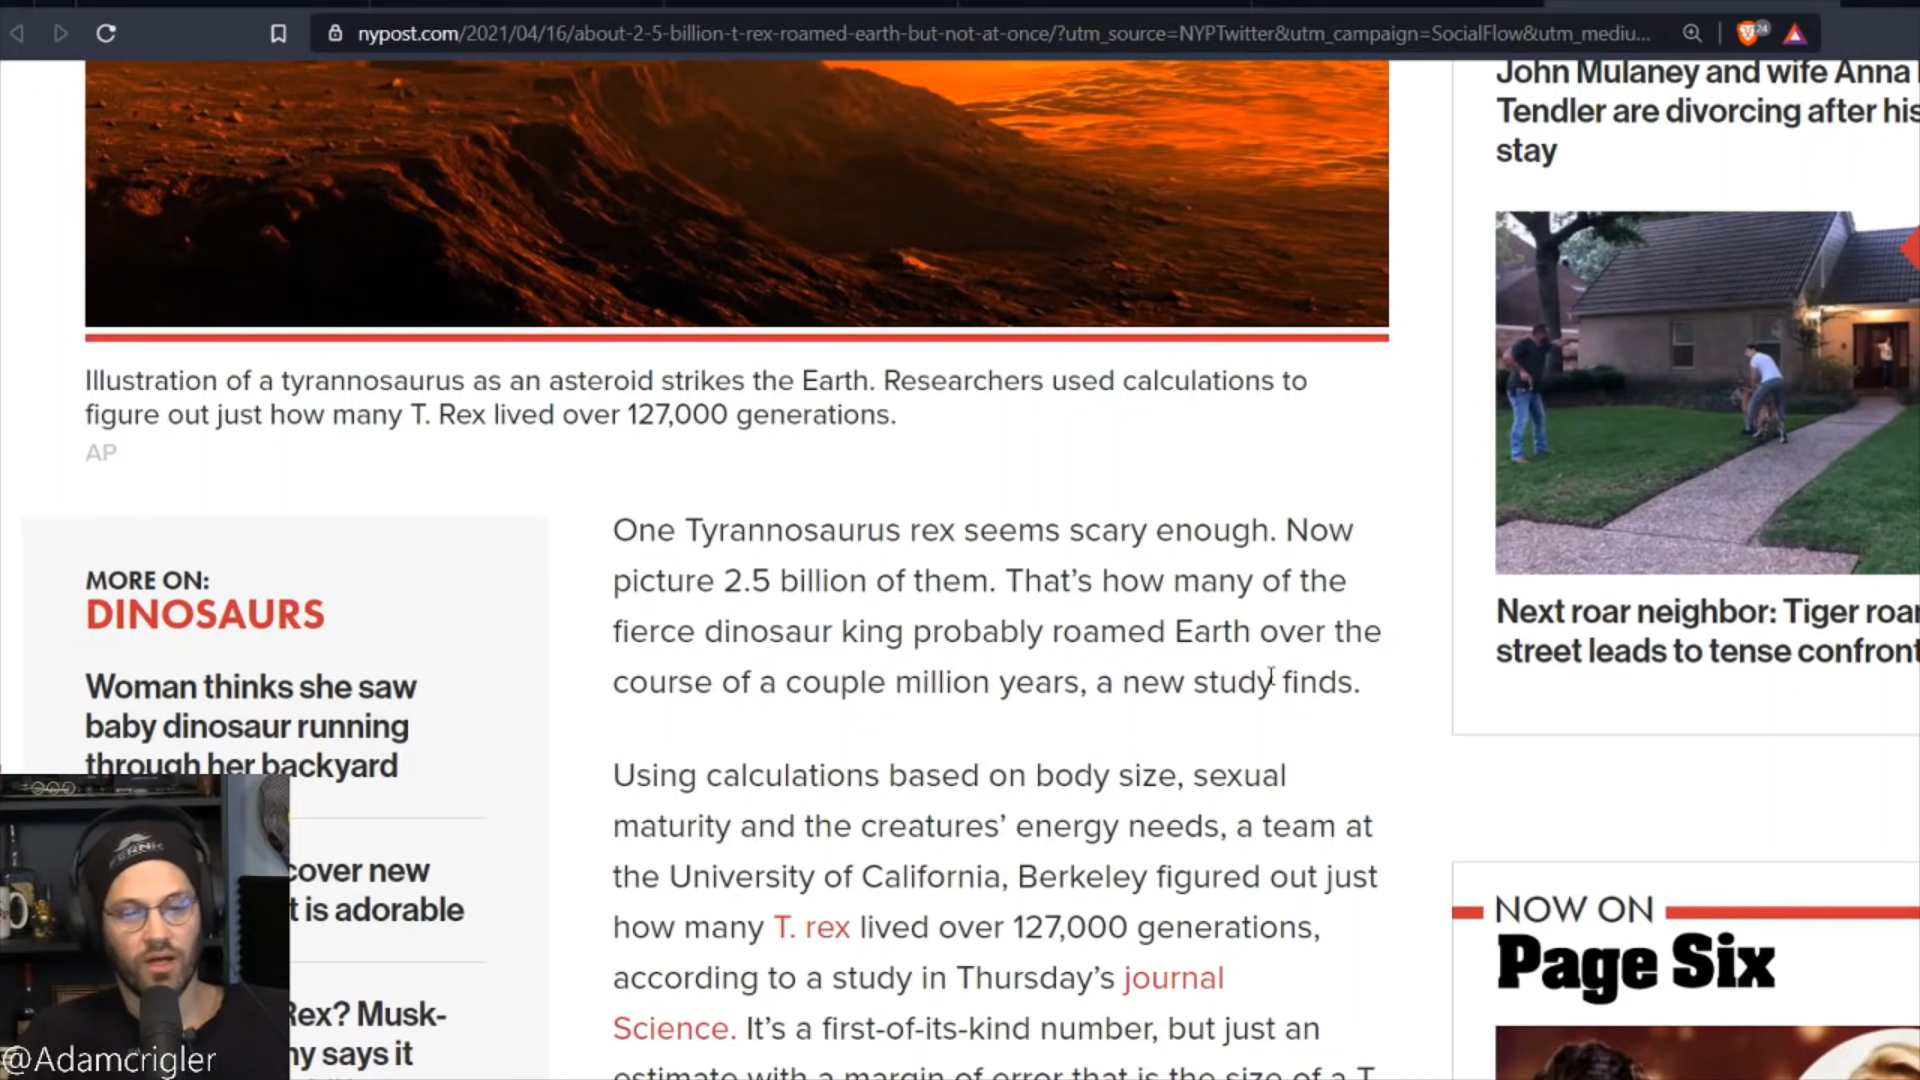 nypost.com/2021/04/16/about-2-5-billion-t-rex-roamed-earth-but-not-at-once/?utm_source=NYPTwitter&utm_campaign=SocialFlow&utm_mediu...
24
Illustration of a tyrannosaurus as an asteroid strikes the Earth. Researchers used calculations to
figure out just how many T. Rex lived over 127,000 generations.
AP
MORE ON:
DINOSAURS
Woman thinks she saw
baby dinosaur running
through her backyard
cover new
t is adorable
Rex? Musk-
ny says it
One Tyrannosaurus rex seems scary enough. Now
picture 2.5 billion of them. That’s how many of the
fierce dinosaur king probably roamed Earth over the
course of a couple million years, a new study finds.
Using calculations based on body size, sexual
maturity and the creatures’ energy needs, a team at
the University of California, Berkeley figured out just
how many T. rex lived over 127,000 generations,
according to a study in Thursday’s journal
Science. It’s a first-of-its-kind number, but just an
estimate with a margin of error that is the size of a T.
John Mulaney and wife Anna
Tendler are divorcing after his
stay
Next roar neighbor: Tiger roa
street leads to tense confront
NOW ON
Page Six
@Adamcrigler